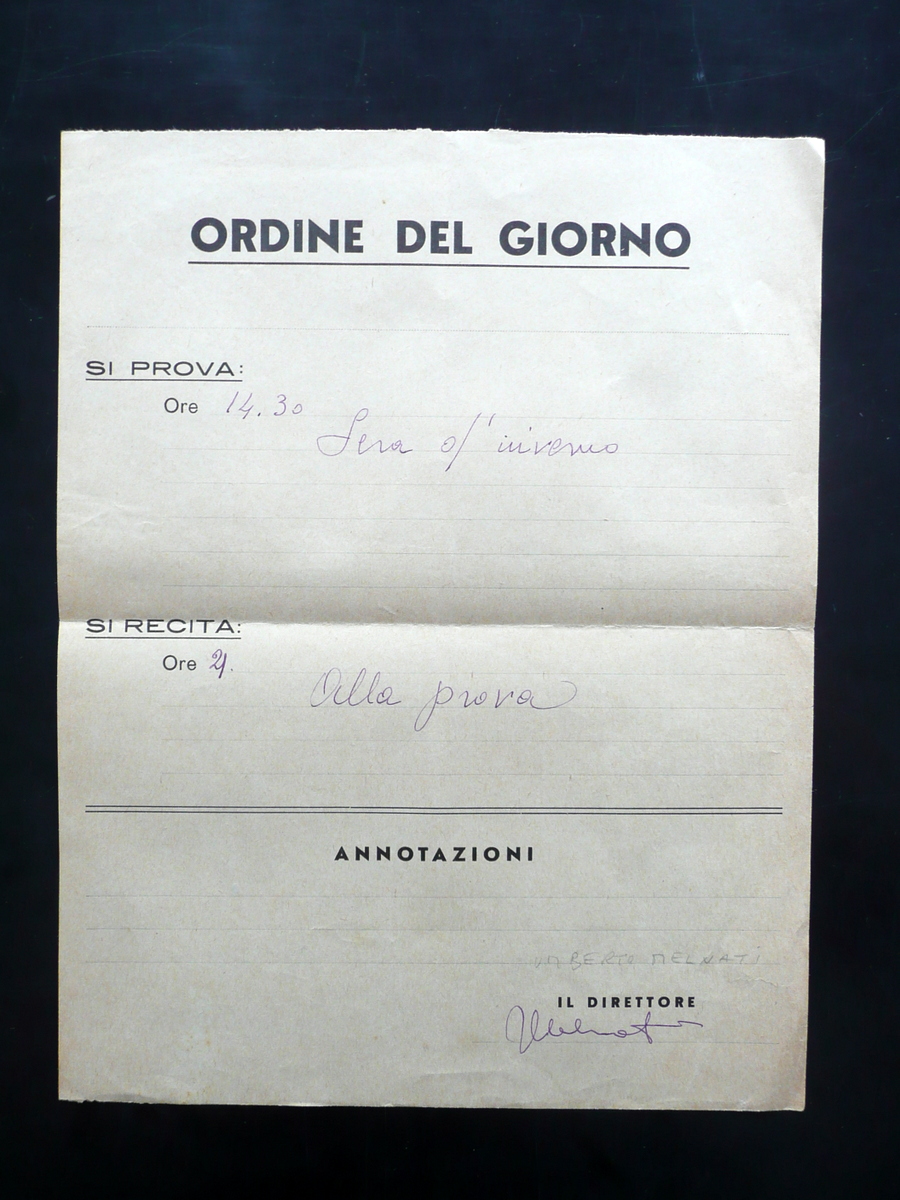 ORDINE DEL GIORNO
SI PROVA:
Ore 14.30
Sera d'inverno
SI RECITA:
Ore 21.
Alla prova
ANNOTAZIONI
UMBERTO MELNATI
IL DIRETTORE
UMelnati